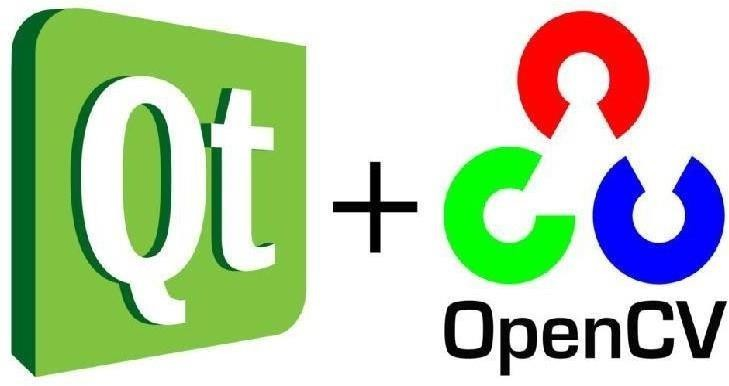 Qt
+
OpenCV